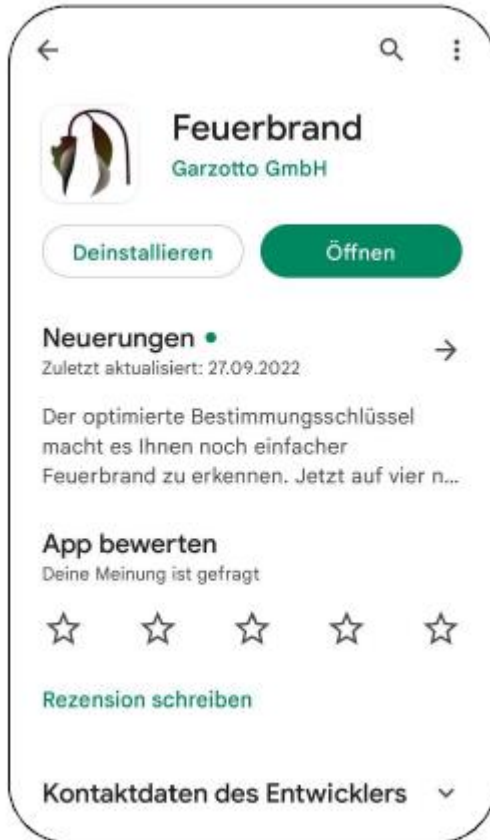 Feuerbrand
Garzotto GmbH
Deinstallieren
Öffnen
Neuerungen
Zuletzt aktualisiert: 27.09.2022
Der optimierte Bestimmungsschlüssel
macht es Ihnen noch einfacher
Feuerbrand zu erkennen. Jetzt auf vier n...
App bewerten
Deine Meinung ist gefragt
Rezension schreiben
Kontaktdaten des Entwicklers